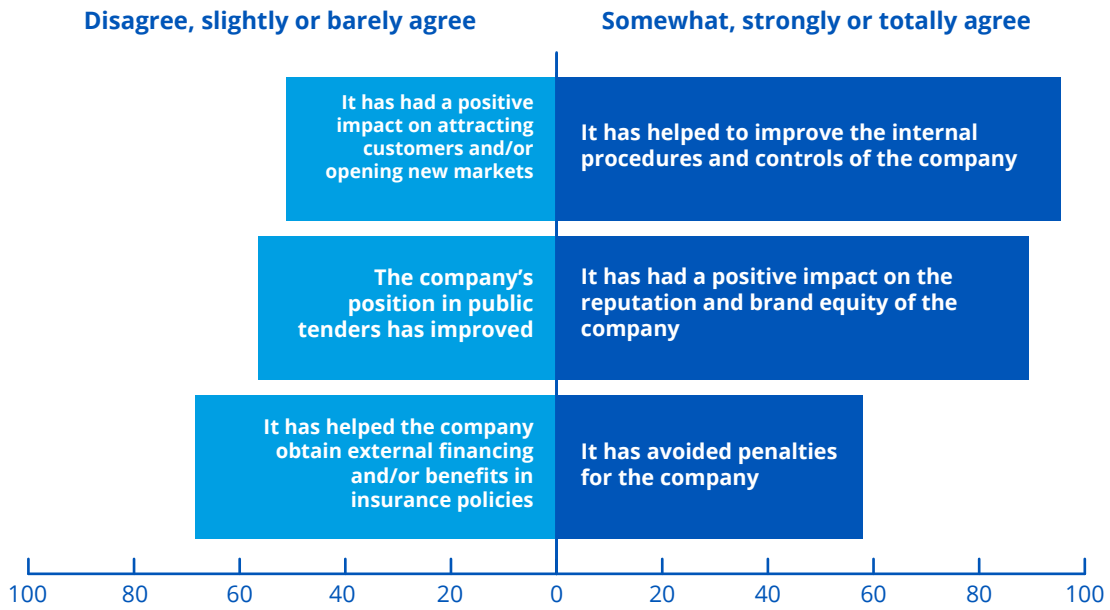 Disagree, slightly or barely agree
Somewhat, strongly or totally agree
It has had a positive
impact on attracting
customers and/or
opening new markets
It has helped to improve the internal
procedures and controls of the company
The company’s
position in public
tenders has improved
It has had a positive impact on the
reputation and brand equity of the
company
It has helped the company
obtain external financing
and/or benefits in
insurance policies
It has avoided penalties
for the company
100 80 60 40 20 0 20 40 60 80 100